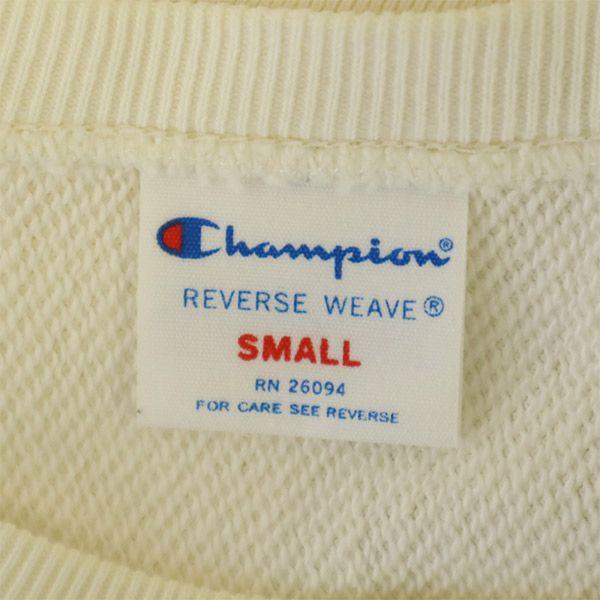 Champion®
REVERSE WEAVE®
SMALL
RN 26094
FOR CARE SEE REVERSE